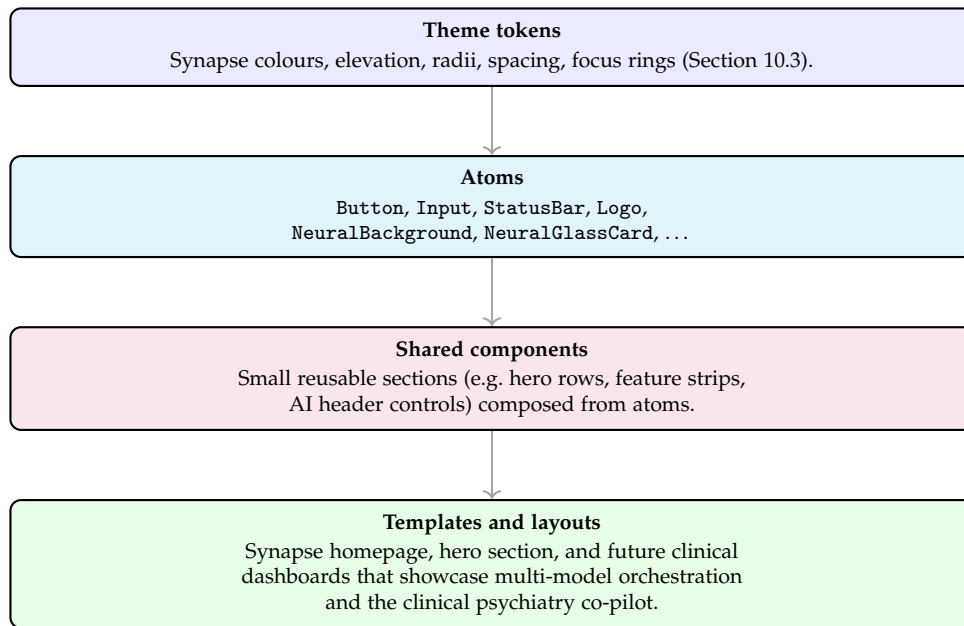 Theme tokens
Synapse colours, elevation, radii, spacing, focus rings (Section 10.3).
Atoms
Button, Input, StatusBar, Logo,
NeuralBackground, NeuralGlassCard, ...
Shared components
Small reusable sections (e.g. hero rows, feature strips,
AI header controls) composed from atoms.
Templates and layouts
Synapse homepage, hero section, and future clinical
dashboards that showcase multi-model orchestration
and the clinical psychiatry co-pilot.